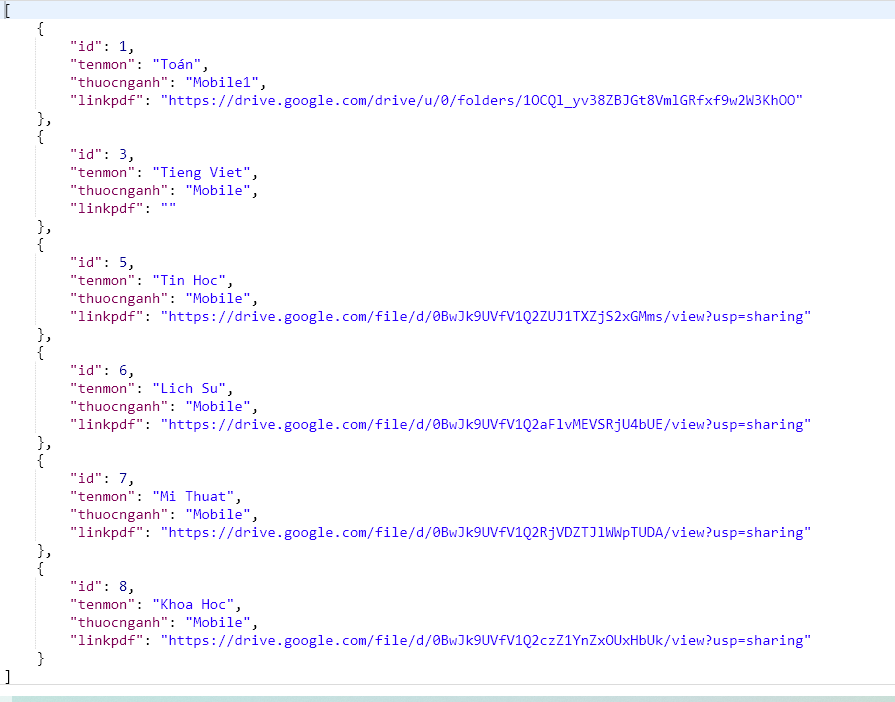 [
{
"id": 1,
"tenmon": "Toán",
"thuocnganh": "Mobile1",
"linkpdf": "https://drive.google.com/drive/u/0/folders/1OCQl_yv38ZBJGt8VmlGRfxf9w2W3KhOO"
},
{
"id": 3,
"tenmon": "Tieng Viet",
"thuocnganh": "Mobile",
"linkpdf": ""
},
{
"id": 5,
"tenmon": "Tin Hoc",
"thuocnganh": "Mobile",
"linkpdf": "https://drive.google.com/file/d/0BwJk9UVfV1Q2ZUJ1TXZjS2xGMms/view?usp=sharing"
},
{
"id": 6,
"tenmon": "Lich Su",
"thuocnganh": "Mobile",
"linkpdf": "https://drive.google.com/file/d/0BwJk9UVfV1Q2aFlvMEVSRjU4bUE/view?usp=sharing"
},
{
"id": 7,
"tenmon": "Mi Thuat",
"thuocnganh": "Mobile",
"linkpdf": "https://drive.google.com/file/d/0BwJk9UVfV1Q2RjVDZTJlWWpTUDA/view?usp=sharing"
},
{
"id": 8,
"tenmon": "Khoa Hoc",
"thuocnganh": "Mobile",
"linkpdf": "https://drive.google.com/file/d/0BwJk9UVfV1Q2czZ1YnZxOUxHbUk/view?usp=sharing"
}
]